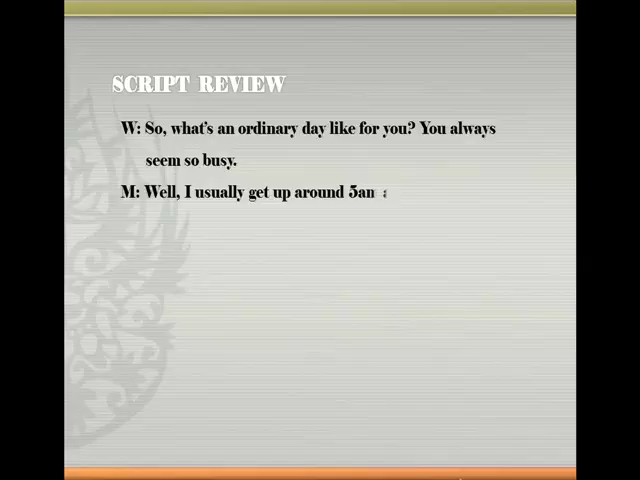 SCRIPT REVIEW
W: So, what's an ordinary day like for you? You always
seem so busy.
M: Well, I usually get up around 5am